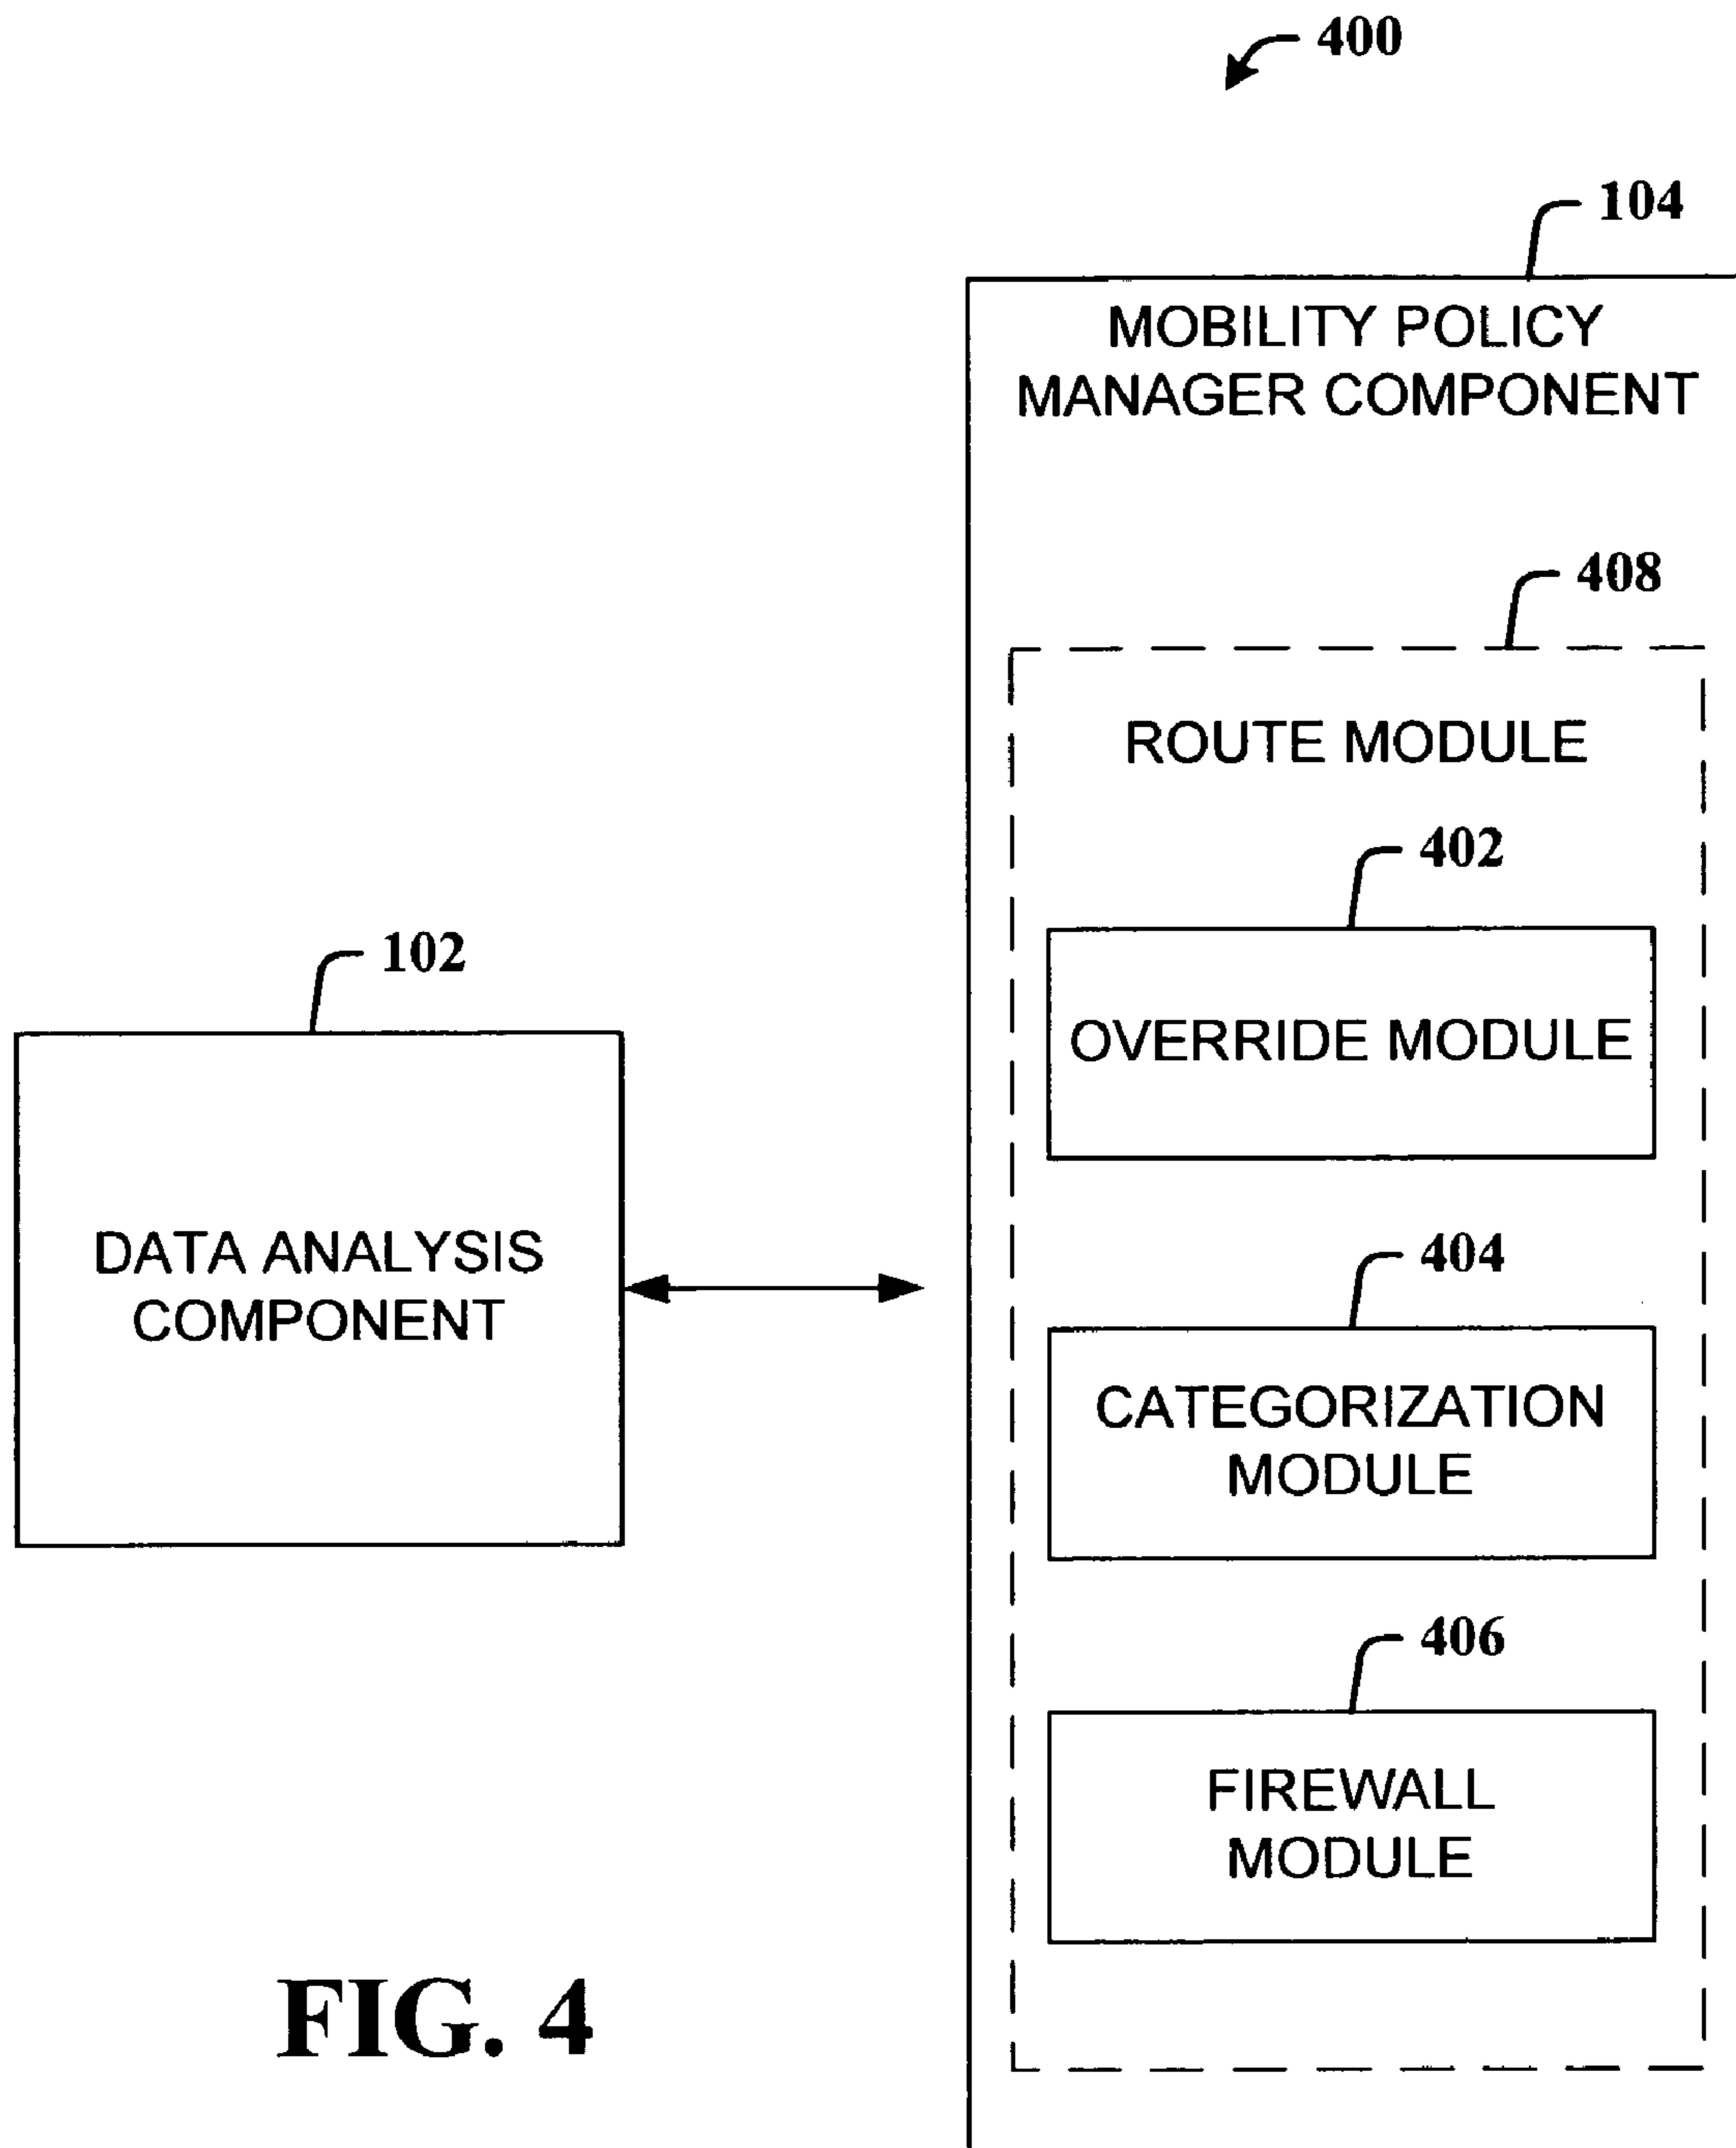 400
104
MOBILITY POLICY
MANAGER COMPONENT
408
ROUTE MODULE
402
OVERRIDE MODULE
102
DATA ANALYSIS
COMPONENT
404
CATEGORIZATION
MODULE
406
FIREWALL
MODULE
FIG. 4